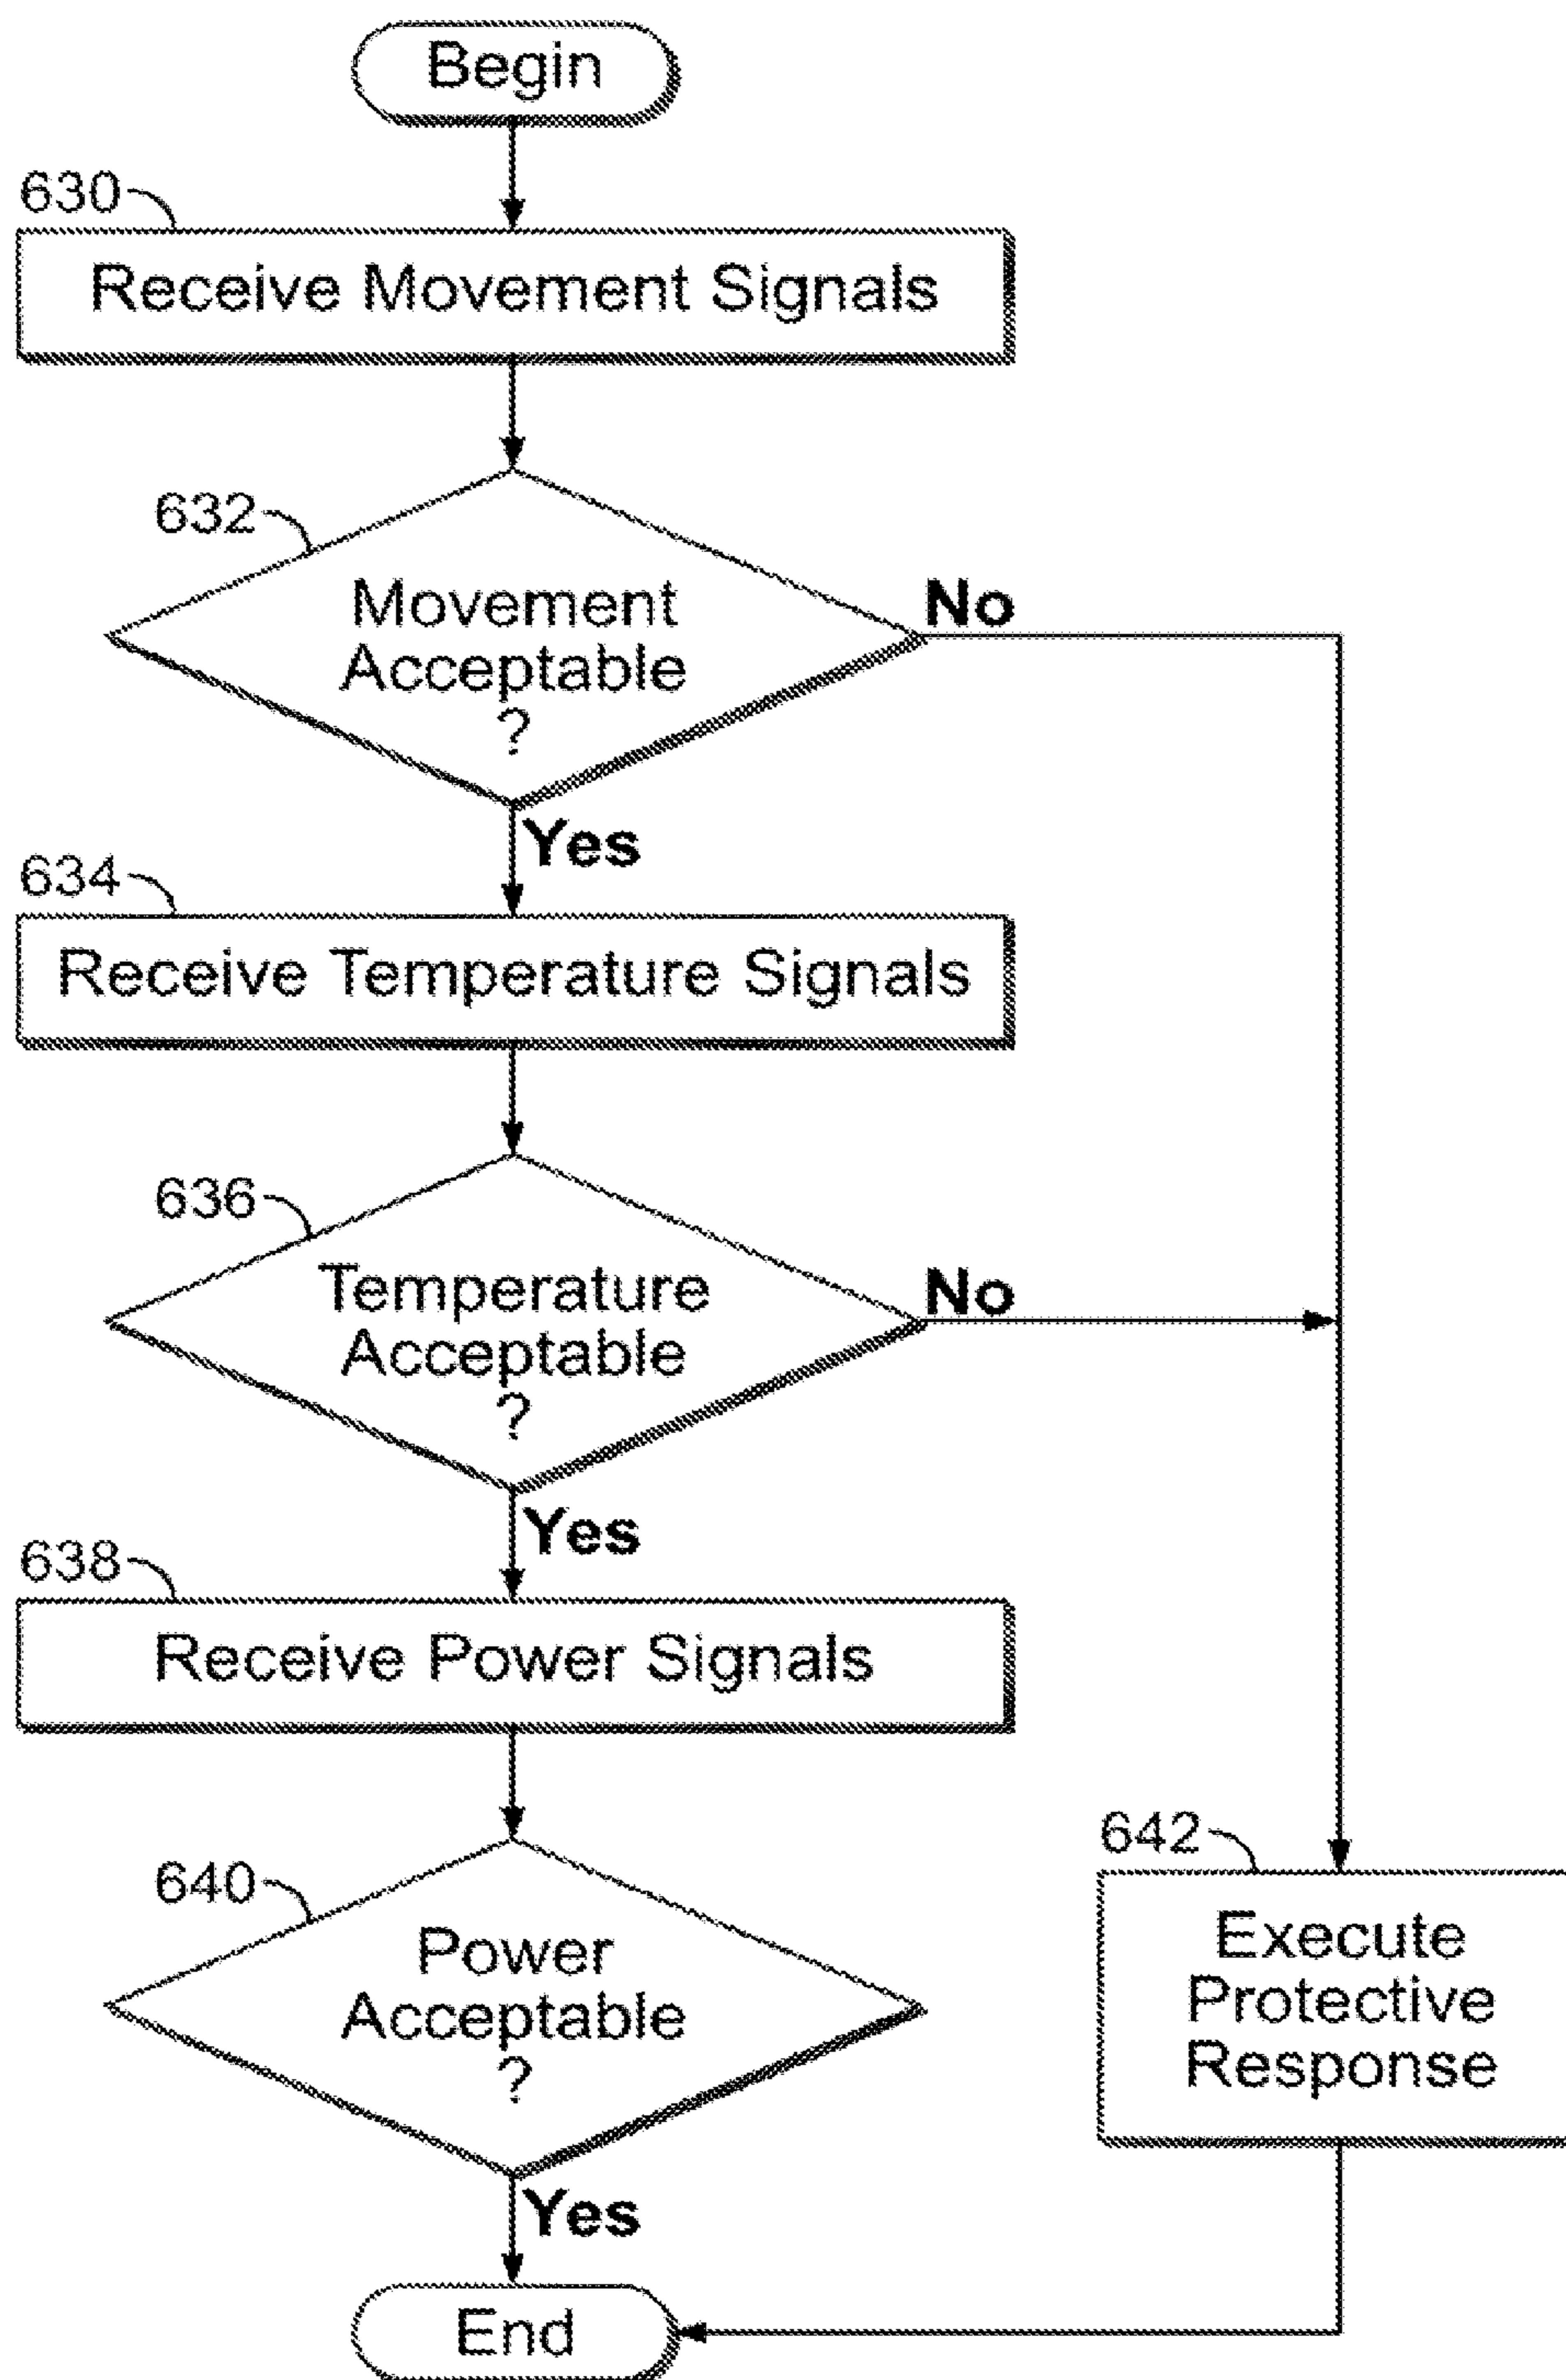 Begin
630
Receive Movement Signals
632
Movement
Acceptable
?
No
Yes
634
Receive Temperature Signals
636
Temperature
Acceptable
?
No
Yes
638
Receive Power Signals
640
Power
Acceptable
?
Yes
642
Execute
Protective
Response
End